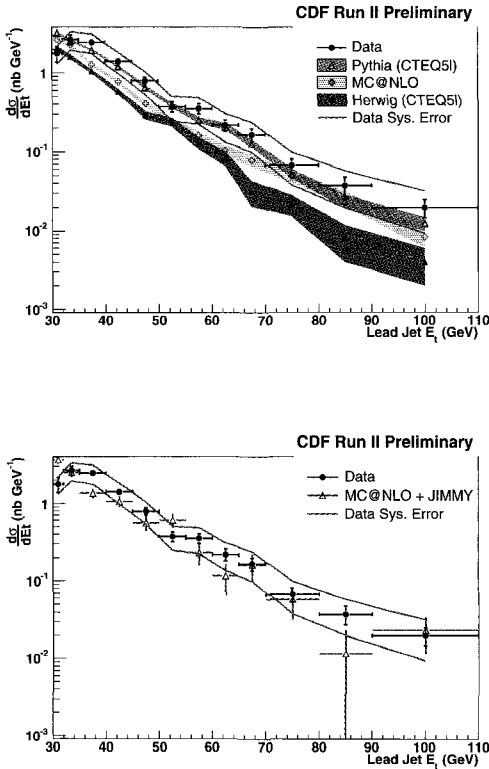 CDF Run II Preliminary
dσ/dEt (nb GeV⁻¹)
Data
Pythia (CTEQ5l)
MC@NLO
Herwig (CTEQ5l)
Data Sys. Error
1
10⁻¹
10⁻²
10⁻³
30 40 50 60 70 80 90 100 110
Lead Jet Eₜ (GeV)
CDF Run II Preliminary
dσ/dEt (nb GeV⁻¹)
Data
MC@NLO + JIMMY
Data Sys. Error
1
10⁻¹
10⁻²
10⁻³
30 40 50 60 70 80 90 100 110
Lead Jet Eₜ (GeV)